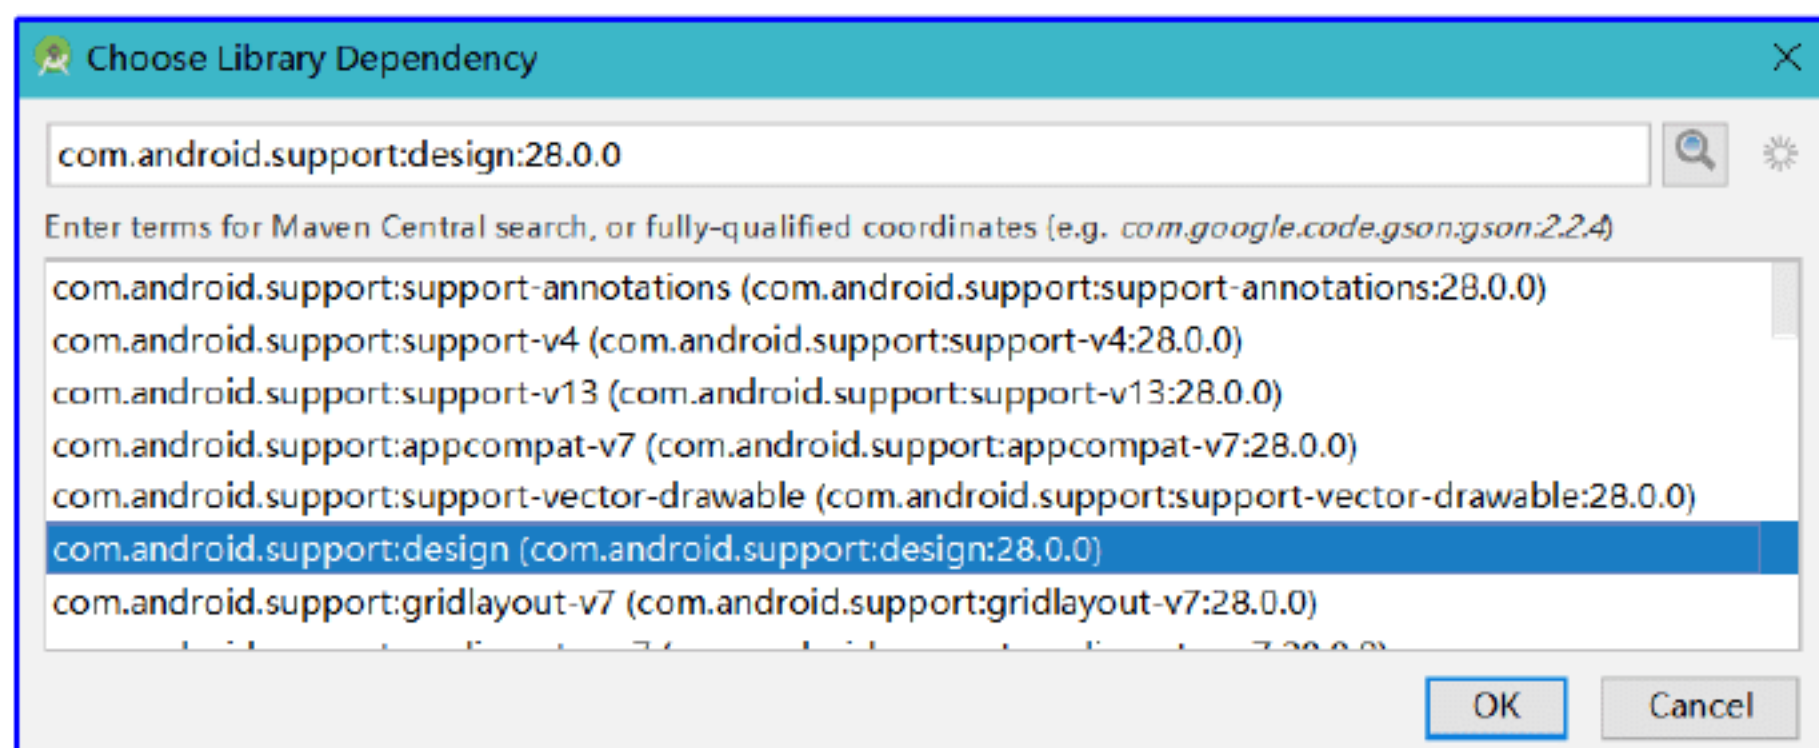 Choose Library Dependency
com.android.support:design:28.0.0
Enter terms for Maven Central search, or fully-qualified coordinates (e.g. com.google.code.gson:gson:2.2.4)
com.android.support:support-annotations (com.android.support:support-annotations:28.0.0)
com.android.support:support-v4 (com.android.support:support-v4:28.0.0)
com.android.support:support-v13 (com.android.support:support-v13:28.0.0)
com.android.support:appcompat-v7 (com.android.support:appcompat-v7:28.0.0)
com.android.support:support-vector-drawable (com.android.support:support-vector-drawable:28.0.0)
com.android.support:design (com.android.support:design:28.0.0)
com.android.support:gridlayout-v7 (com.android.support:gridlayout-v7:28.0.0)
OK Cancel